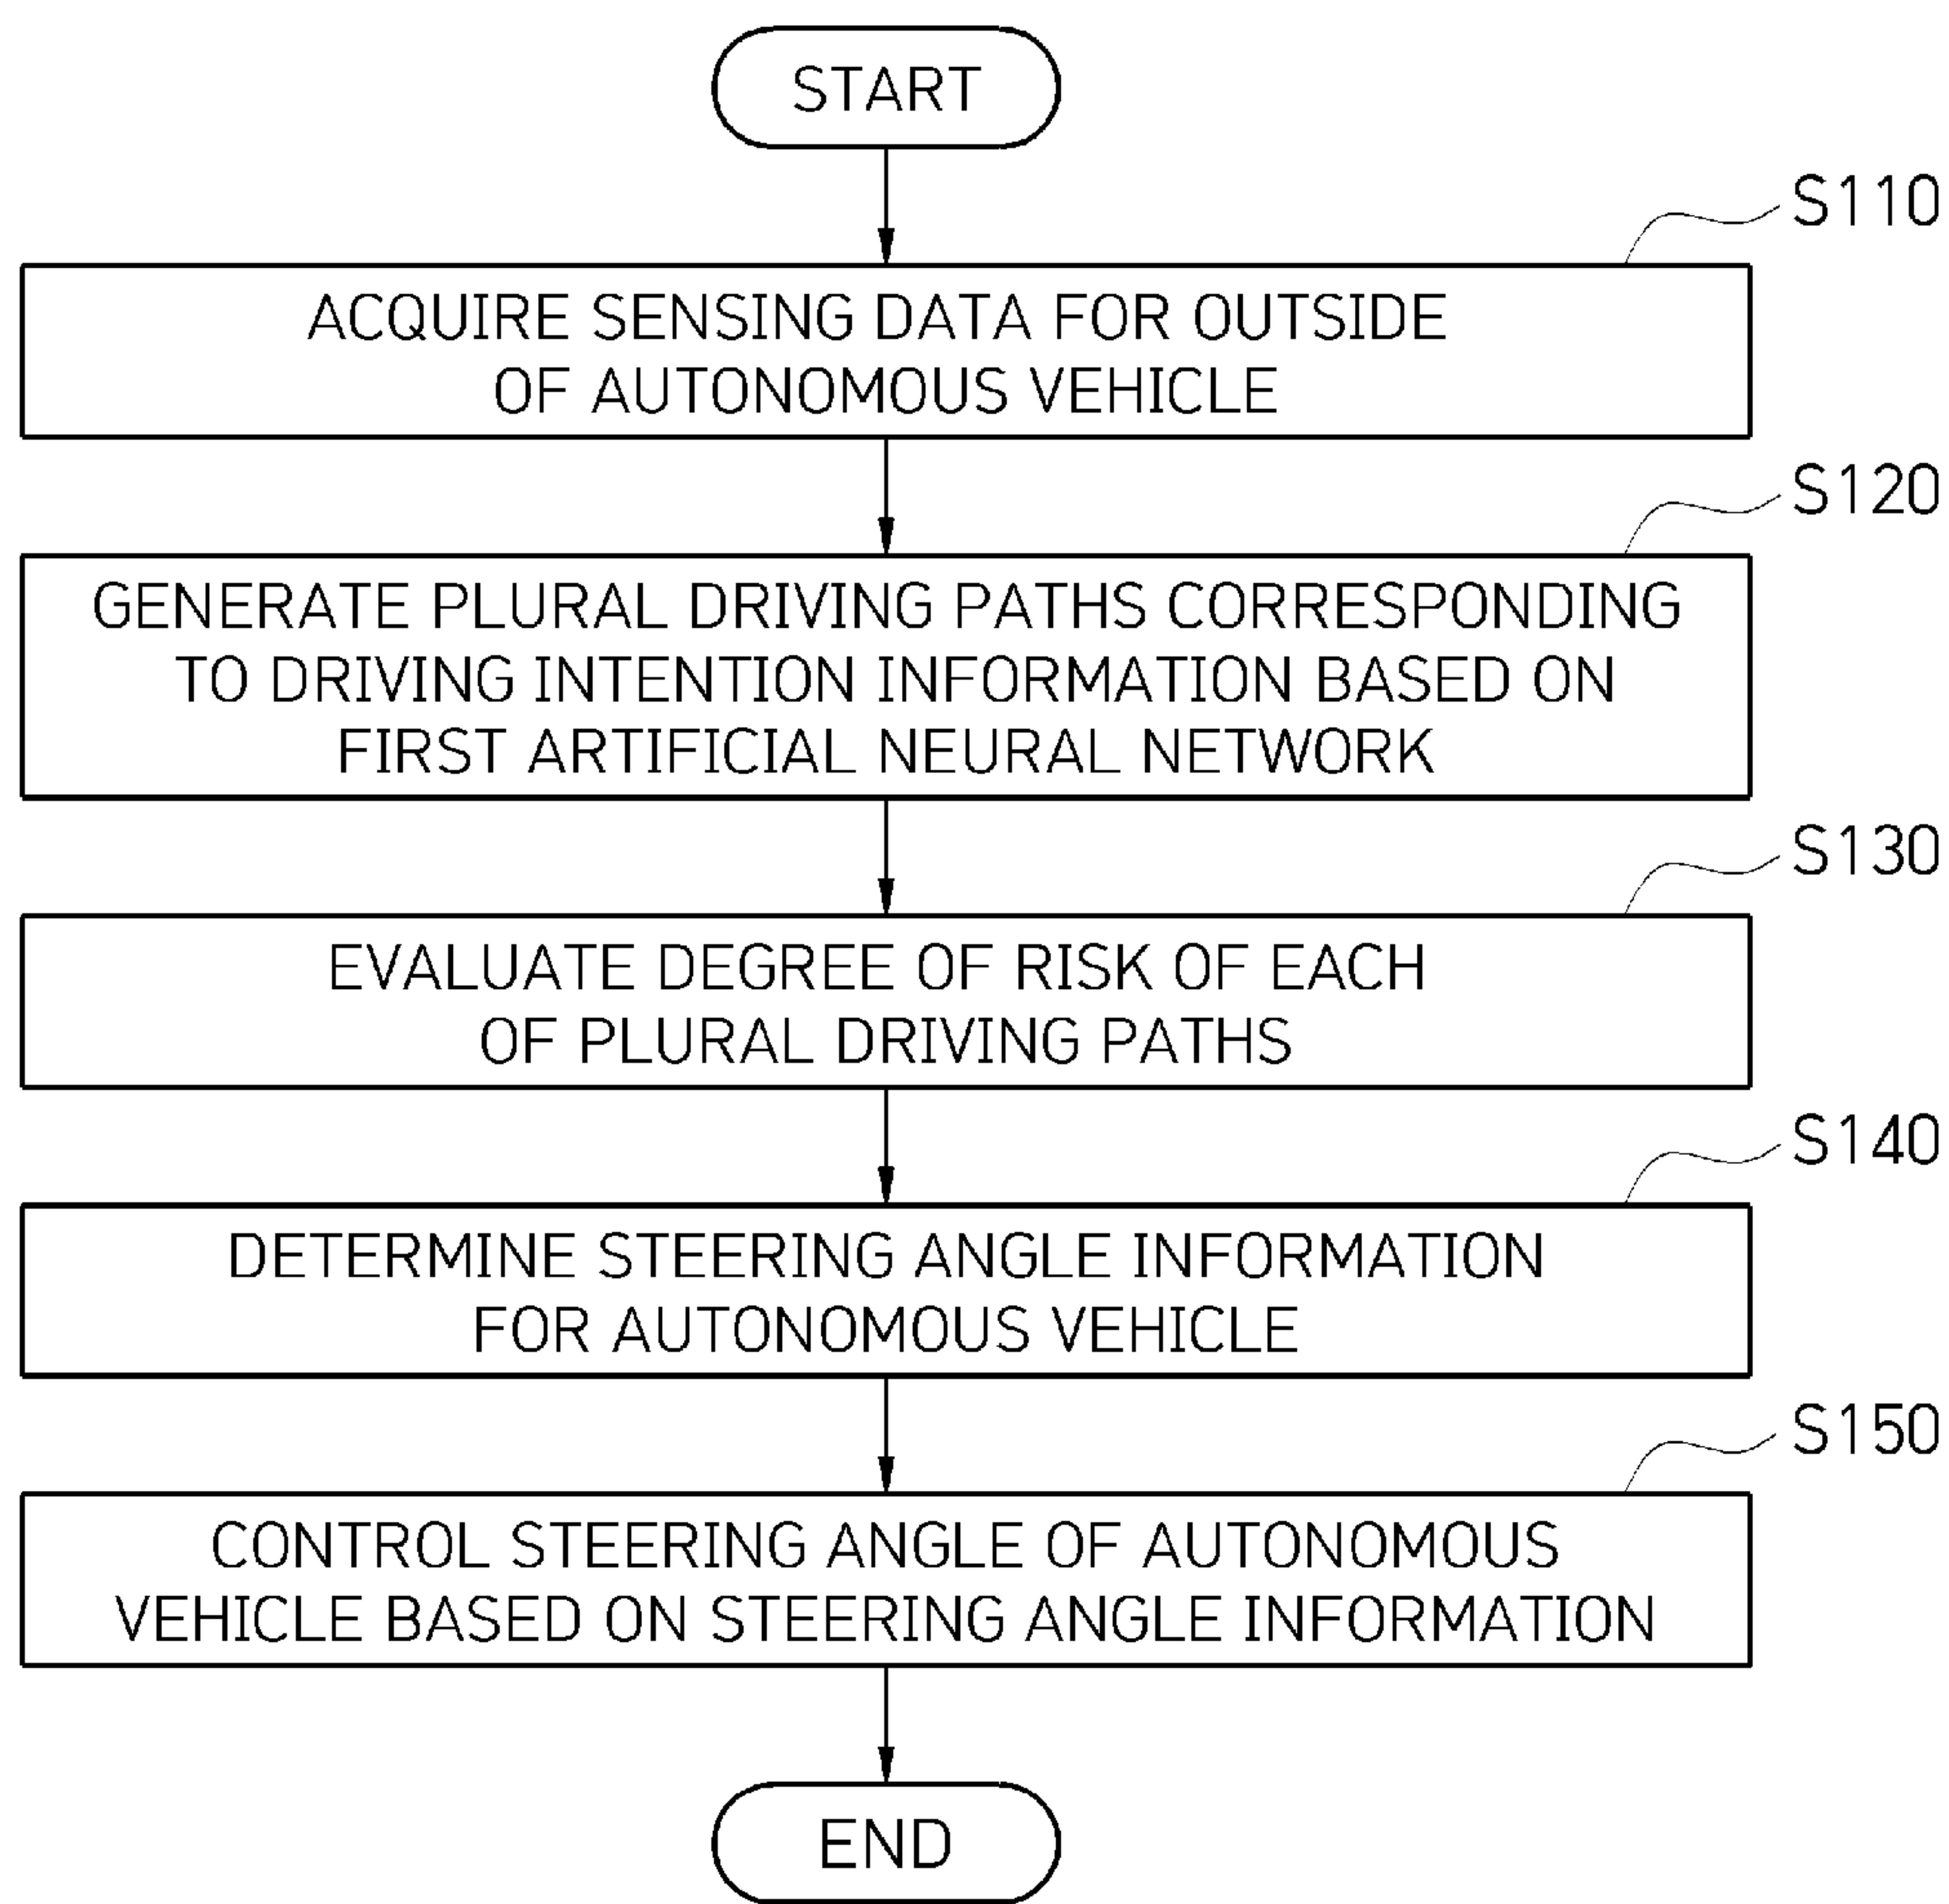 START
S110
ACQUIRE SENSING DATA FOR OUTSIDE
OF AUTONOMOUS VEHICLE
S120
GENERATE PLURAL DRIVING PATHS CORRESPONDING
TO DRIVING INTENTION INFORMATION BASED ON
FIRST ARTIFICIAL NEURAL NETWORK
S130
EVALUATE DEGREE OF RISK OF EACH
OF PLURAL DRIVING PATHS
S140
DETERMINE STEERING ANGLE INFORMATION
FOR AUTONOMOUS VEHICLE
S150
CONTROL STEERING ANGLE OF AUTONOMOUS
VEHICLE BASED ON STEERING ANGLE INFORMATION
END